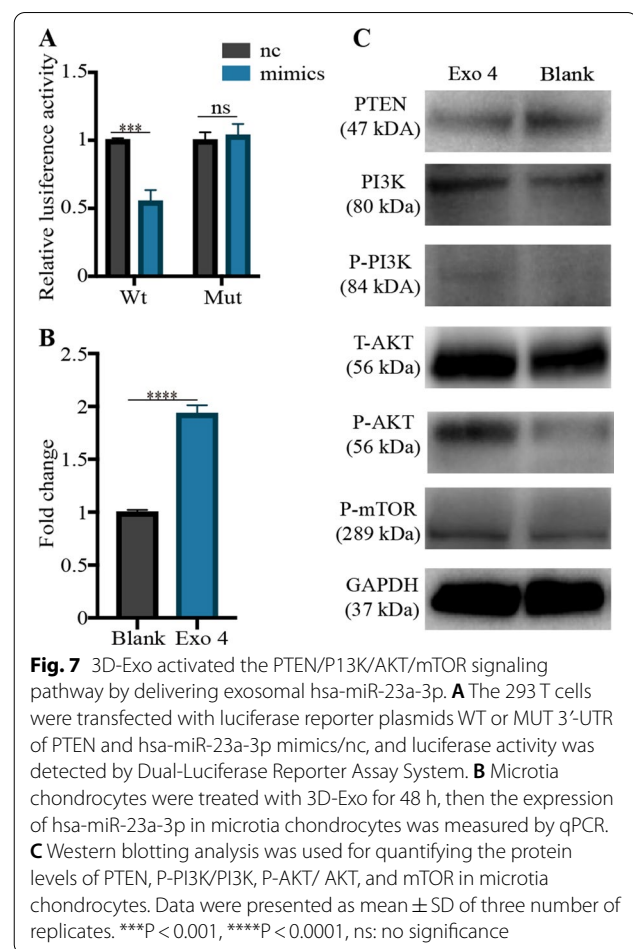 A
nc
mimics
Relative lusiference activity
1.5
1
0.5
0
***
ns
Wt
Mut
B
Fold change
2.5
2
1.5
1
0.5
0
****
Blank
Exo 4
C
Exo 4
Blank
PTEN
(47 kDA)
PI3K
(80 kDa)
P-PI3K
(84 kDA)
T-AKT
(56 kDa)
P-AKT
(56 kDa)
P-mTOR
(289 kDa)
GAPDH
(37 kDa)
Fig. 7 3D-Exo activated the PTEN/P13K/AKT/mTOR signaling
pathway by delivering exosomal hsa-miR-23a-3p. A The 293 T cells
were transfected with luciferase reporter plasmids WT or MUT 3′-UTR
of PTEN and hsa-miR-23a-3p mimics/nc, and luciferase activity was
detected by Dual-Luciferase Reporter Assay System. B Microtia
chondrocytes were treated with 3D-Exo for 48 h, then the expression
of hsa-miR-23a-3p in microtia chondrocytes was measured by qPCR.
C Western blotting analysis was used for quantifying the protein
levels of PTEN, P-PI3K/PI3K, P-AKT/ AKT, and mTOR in microtia
chondrocytes. Data were presented as mean ± SD of three number of
replicates. ***P < 0.001, ****P < 0.0001, ns: no significance